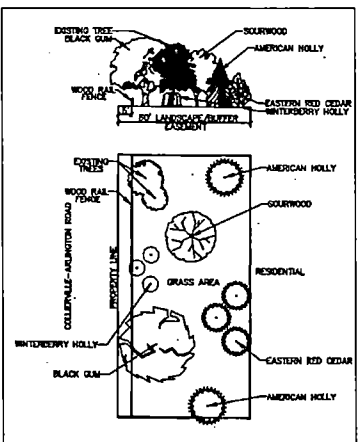 EXISTING TREE
BLACK GUM
SOURWOOD
AMERICAN HOLLY
WOOD RAIL
FENCE
EASTERN RED CEDAR
WINTERBERRY HOLLY
5'
50' LANDSCAPE/BUFFER
EASEMENT
EXISTING
TREES
AMERICAN HOLLY
WOOD RAIL
FENCE
SOURWOOD
COLLIERVILLE-ARLINGTON ROAD
PROPERTY LINE
GRASS AREA
RESIDENTIAL
WINTERBERRY HOLLY
EASTERN RED CEDAR
BLACK GUM
AMERICAN HOLLY